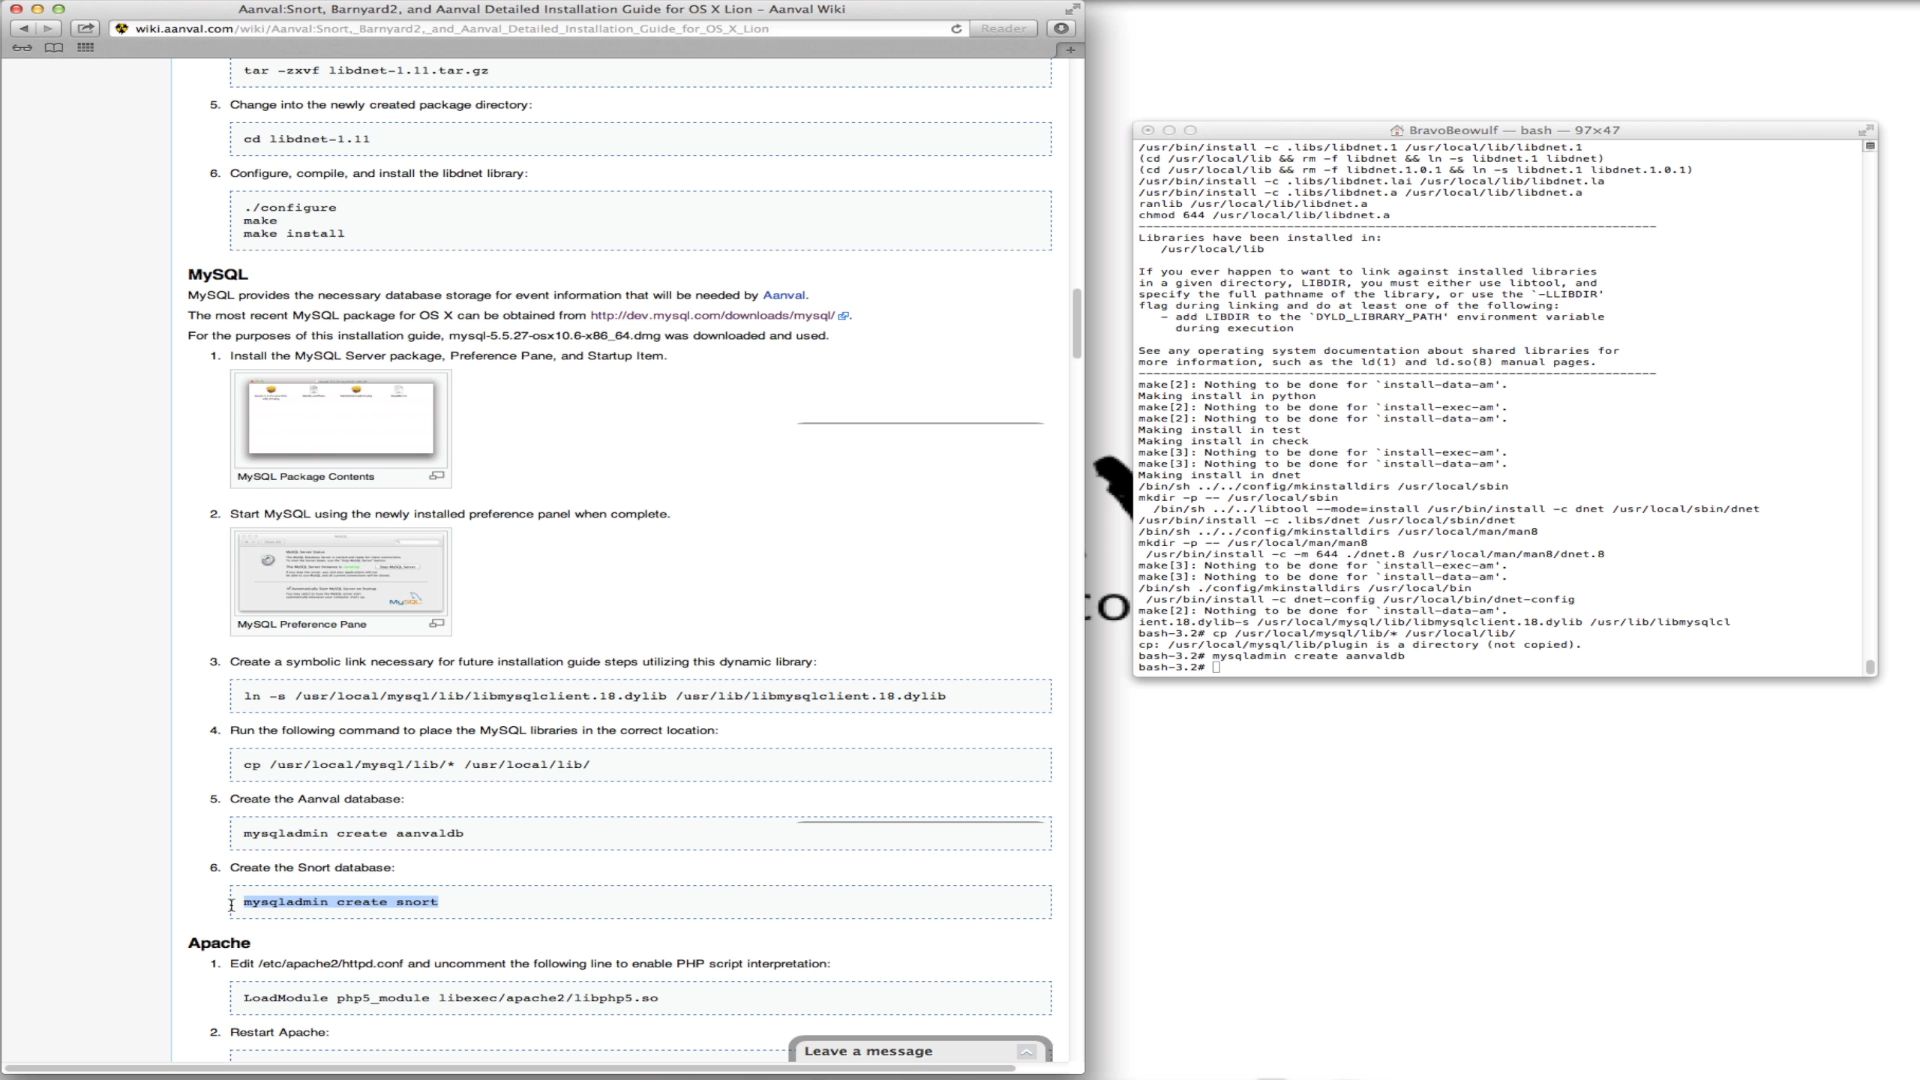 Aanval:Snort, Barnyard2, and Aanval Detailed Installation Guide for OS X Lion – Aanval Wiki
wiki.aanval.com/wiki/Aanval:Snort,_Barnyard2,_and_Aanval_Detailed_Installation_Guide_for_OS_X_Lion
Reader
tar -zxvf libdnet-1.11.tar.gz
5. Change into the newly created package directory:
cd libdnet-1.11
6. Configure, compile, and install the libdnet library:
./configure
make
make install
MySQL
MySQL provides the necessary database storage for event information that will be needed by Aanval.
The most recent MySQL package for OS X can be obtained from http://dev.mysql.com/downloads/mysql/.
For the purposes of this installation guide, mysql-5.5.27-osx10.6-x86_64.dmg was downloaded and used.
1. Install the MySQL Server package, Preference Pane, and Startup Item.
MySQL Package Contents
2. Start MySQL using the newly installed preference panel when complete.
MySQL
MySQL Preference Pane
3. Create a symbolic link necessary for future installation guide steps utilizing this dynamic library:
ln -s /usr/local/mysql/lib/libmysqlclient.18.dylib /usr/lib/libmysqlclient.18.dylib
4. Run the following command to place the MySQL libraries in the correct location:
cp /usr/local/mysql/lib/* /usr/local/lib/
5. Create the Aanval database:
mysqladmin create aanvaldb
6. Create the Snort database:
mysqladmin create snort
Apache
1. Edit /etc/apache2/httpd.conf and uncomment the following line to enable PHP script interpretation:
LoadModule php5_module libexec/apache2/libphp5.so
2. Restart Apache:
Leave a message
to
BravoBeowulf — bash — 97×47
/usr/bin/install -c .libs/libdnet.1 /usr/local/lib/libdnet.1
(cd /usr/local/lib && rm -f libdnet && ln -s libdnet.1 libdnet)
(cd /usr/local/lib && rm -f libdnet.1.0.1 && ln -s libdnet.1 libdnet.1.0.1)
/usr/bin/install -c .libs/libdnet.lai /usr/local/lib/libdnet.la
/usr/bin/install -c .libs/libdnet.a /usr/local/lib/libdnet.a
ranlib /usr/local/lib/libdnet.a
chmod 644 /usr/local/lib/libdnet.a
----------------------------------------------------------------------
Libraries have been installed in:
/usr/local/lib
If you ever happen to want to link against installed libraries
in a given directory, LIBDIR, you must either use libtool, and
specify the full pathname of the library, or use the `-LLIBDIR'
flag during linking and do at least one of the following:
- add LIBDIR to the `DYLD_LIBRARY_PATH' environment variable
during execution
See any operating system documentation about shared libraries for
more information, such as the ld(1) and ld.so(8) manual pages.
----------------------------------------------------------------------
make[2]: Nothing to be done for `install-data-am'.
Making install in python
make[2]: Nothing to be done for `install-exec-am'.
make[2]: Nothing to be done for `install-data-am'.
Making install in test
Making install in check
make[3]: Nothing to be done for `install-exec-am'.
make[3]: Nothing to be done for `install-data-am'.
Making install in dnet
/bin/sh ../../config/mkinstalldirs /usr/local/sbin
mkdir -p -- /usr/local/sbin
/bin/sh ../../libtool --mode=install /usr/bin/install -c dnet /usr/local/sbin/dnet
/usr/bin/install -c .libs/dnet /usr/local/sbin/dnet
/bin/sh ../../config/mkinstalldirs /usr/local/man/man8
mkdir -p -- /usr/local/man/man8
/usr/bin/install -c -m 644 ./dnet.8 /usr/local/man/man8/dnet.8
make[3]: Nothing to be done for `install-exec-am'.
make[3]: Nothing to be done for `install-data-am'.
/bin/sh ./config/mkinstalldirs /usr/local/bin
/usr/bin/install -c dnet-config /usr/local/bin/dnet-config
make[2]: Nothing to be done for `install-data-am'.
ient.18.dylib-s /usr/local/mysql/lib/libmysqlclient.18.dylib /usr/lib/libmysqlcl
bash-3.2# cp /usr/local/mysql/lib/* /usr/local/lib/
cp: /usr/local/mysql/lib/plugin is a directory (not copied).
bash-3.2# mysqladmin create aanvaldb
bash-3.2#